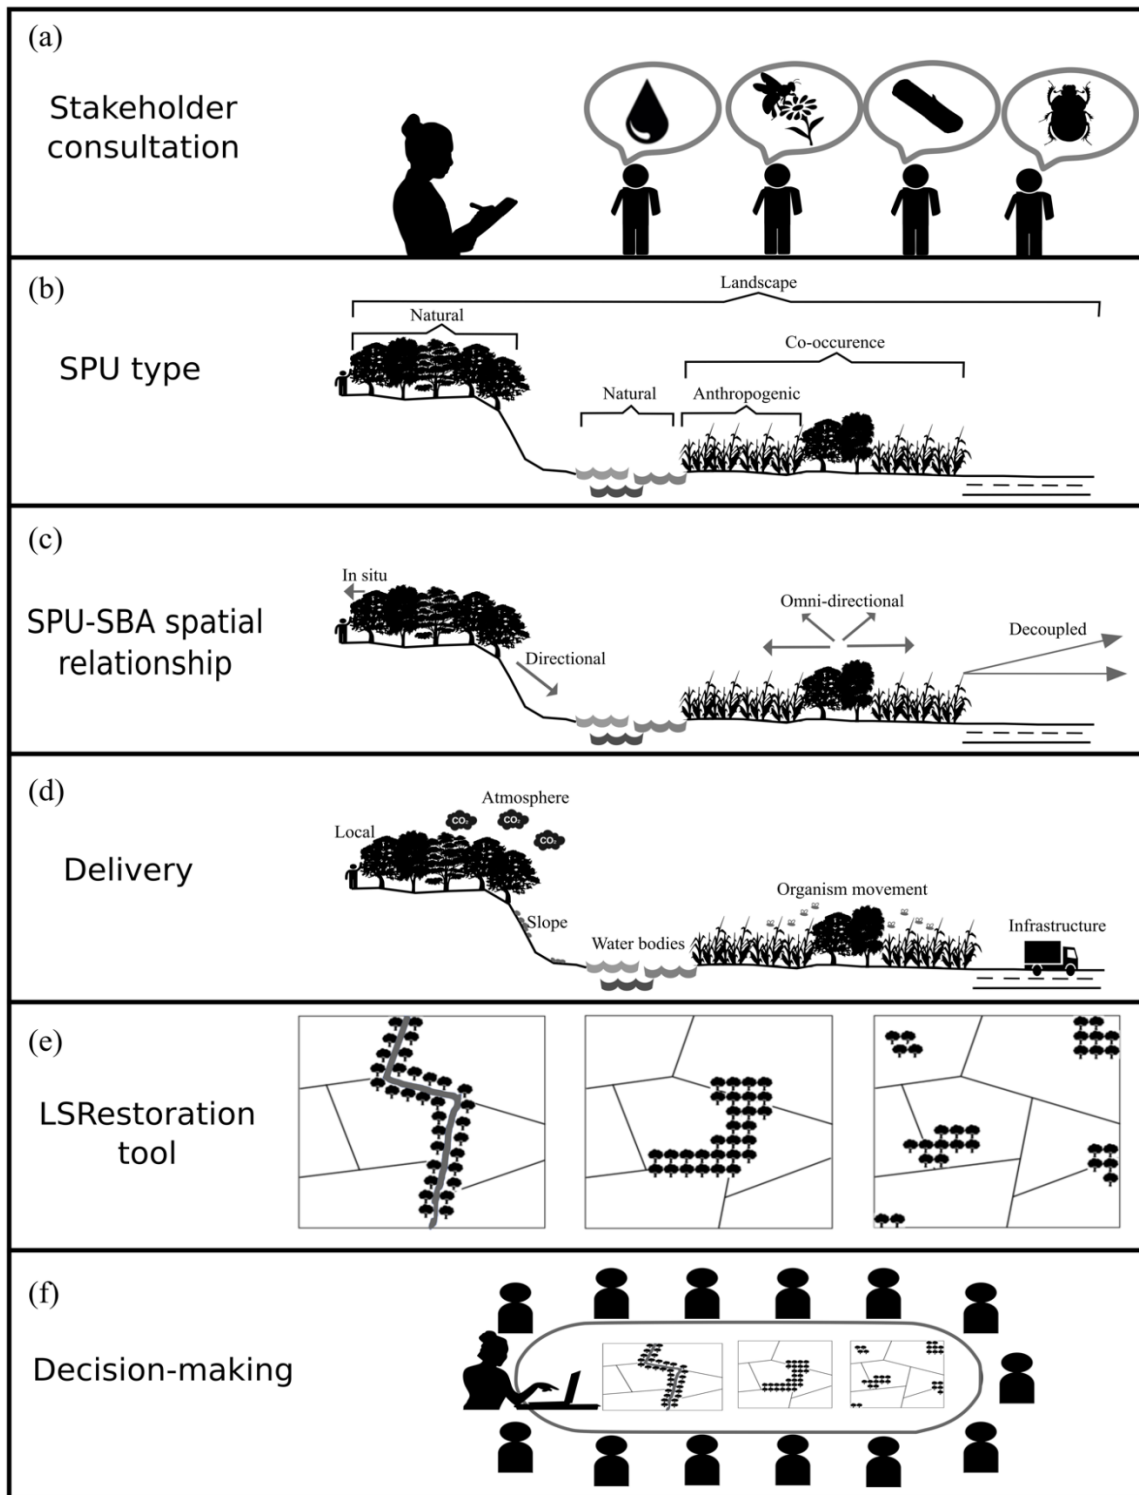 (a)
Stakeholder
consultation
(b)
SPU type
Landscape
Natural
Co-occurence
Natural
Anthropogenic
(c)
SPU-SBA spatial
relationship
In situ
Directional
Omni-directional
Decoupled
(d)
Delivery
Atmosphere
CO₂
CO₂
CO₂
Local
Slope
Water bodies
Organism movement
Infrastructure
(e)
LSRestoration
tool
(f)
Decision-making